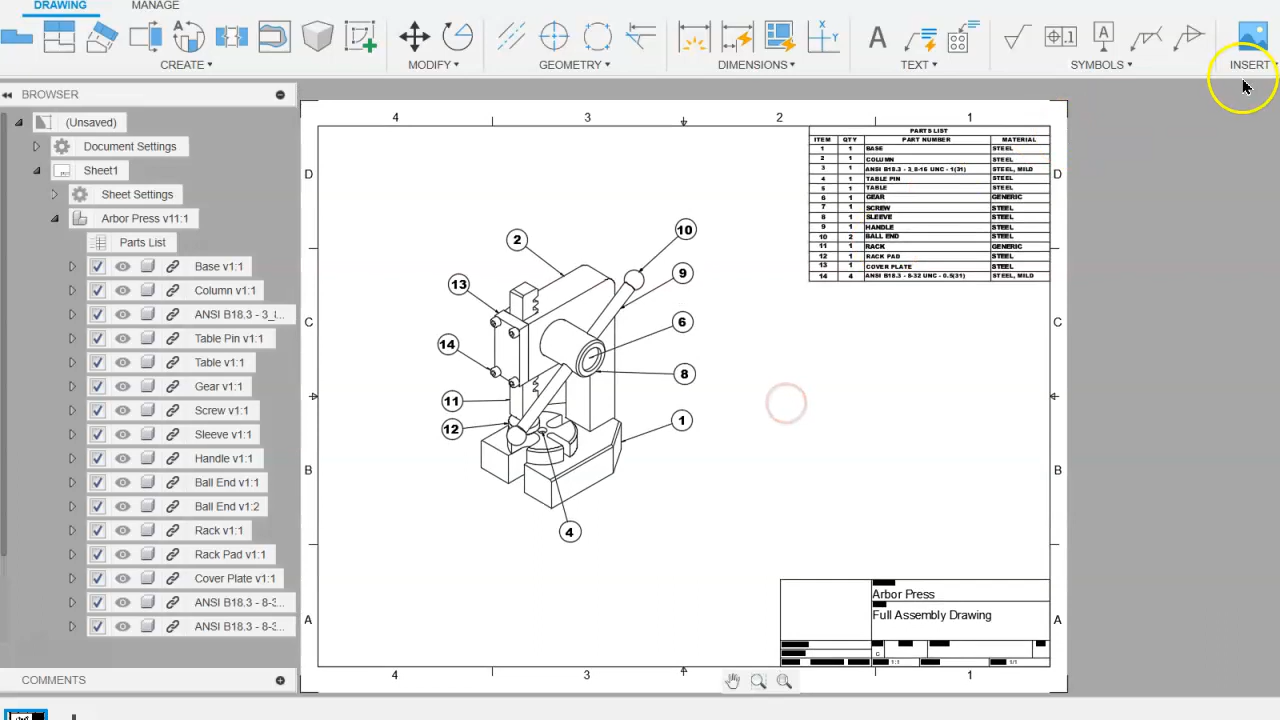 DRAWING MANAGE
CREATE▾ MODIFY▾ GEOMETRY▾ DIMENSIONS▾ TEXT▾ SYMBOLS▾ INSERT
BROWSER
(Unsaved)
Document Settings
Sheet1
Sheet Settings
Arbor Press v11:1
Parts List
Base v1:1
Column v1:1
ANSI B18.3 - 3_8...
Table Pin v1:1
Table v1:1
Gear v1:1
Screw v1:1
Sleeve v1:1
Handle v1:1
Ball End v1:1
Ball End v1:2
Rack v1:1
Rack Pad v1:1
Cover Plate v1:1
ANSI B18.3 - 8-3...
ANSI B18.3 - 8-3...
COMMENTS
4 3 2 1
D D
C C
B B
A A
4 3 1
PARTS LIST
ITEM QTY PART NUMBER MATERIAL
1 1 BASE STEEL
2 1 COLUMN STEEL
3 1 ANSI B18.3 - 3_8-16 UNC - 1(31) STEEL, MILD
4 1 TABLE PIN STEEL
5 1 TABLE STEEL
6 1 GEAR GENERIC
7 1 SCREW STEEL
8 1 SLEEVE STEEL
9 1 HANDLE STEEL
10 2 BALL END STEEL
11 1 RACK GENERIC
12 1 RACK PAD STEEL
13 1 COVER PLATE STEEL
14 4 ANSI B18.3 - 8-32 UNC - 0.5(31) STEEL, MILD
10
2
9
13
6
14
8
11
1
12
4
Arbor Press
Full Assembly Drawing
C
1:1 1/1